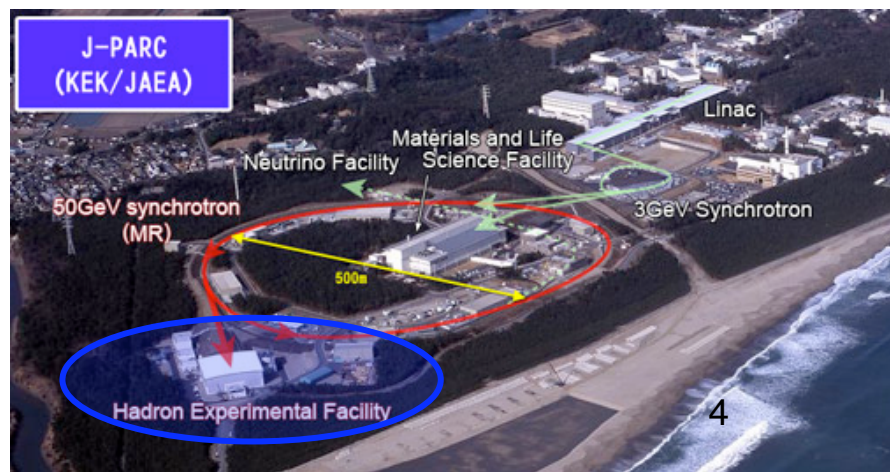 J-PARC
(KEK/JAEA)
Linac
Materials and Life
Science Facility
Neutrino Facility
50GeV synchrotron
(MR)
3GeV Synchrotron
500m
Hadron Experimental Facility
4